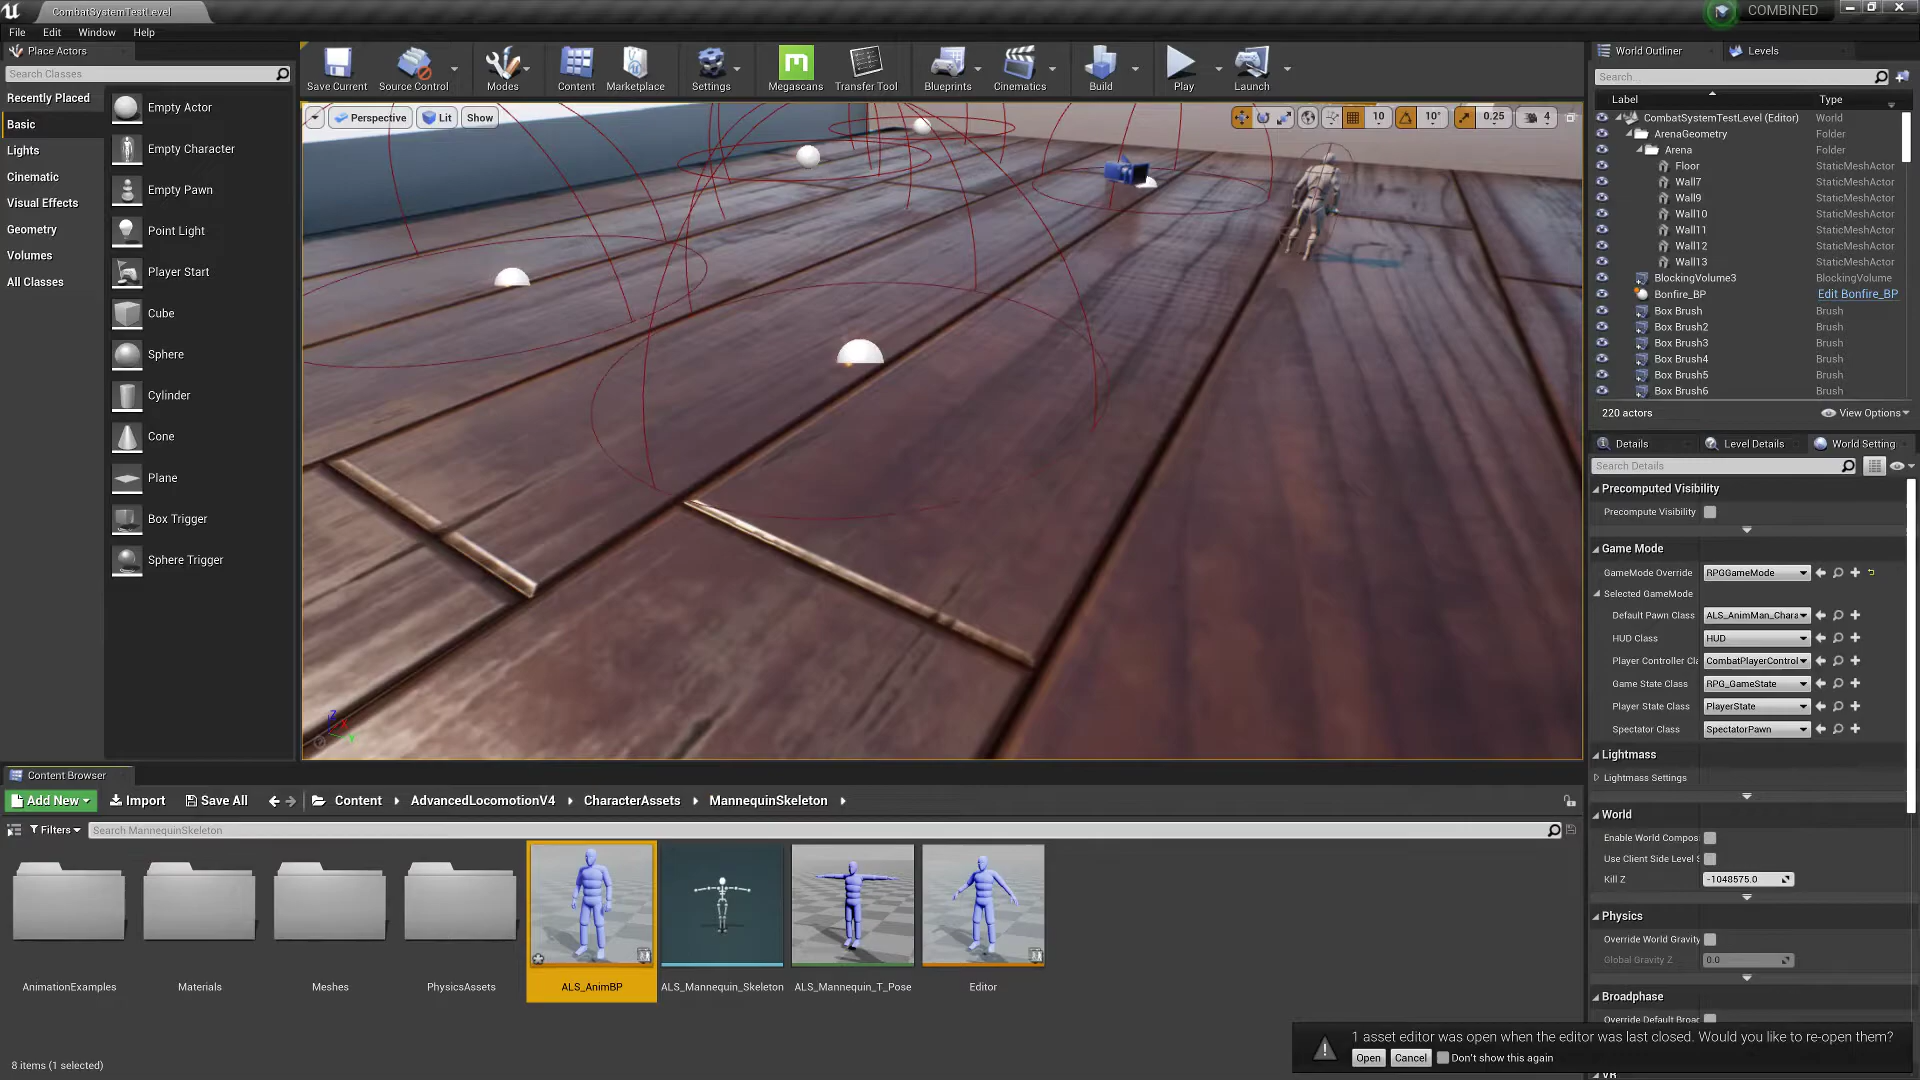 CombatSystemTestLevel
COMBINED
File Edit Window Help
Place Actors
Search Classes
Recently Placed
Basic
Lights
Cinematic
Visual Effects
Geometry
Volumes
All Classes
Empty Actor
Empty Character
Empty Pawn
Point Light
Player Start
Cube
Sphere
Cylinder
Cone
Plane
Box Trigger
Sphere Trigger
Save Current Source Control Modes Content Marketplace Settings Megascans Transfer Tool Blueprints Cinematics Build Play Launch
Perspective Lit Show
10 10° 0.25 4
World Outliner Levels
Search...
Label Type
CombatSystemTestLevel (Editor) World
ArenaGeometry Folder
Arena Folder
Floor StaticMeshActor
Wall7 StaticMeshActor
Wall9 StaticMeshActor
Wall10 StaticMeshActor
Wall11 StaticMeshActor
Wall12 StaticMeshActor
Wall13 StaticMeshActor
BlockingVolume3 BlockingVolume
Bonfire_BP Edit Bonfire_BP
Box Brush Brush
Box Brush2 Brush
Box Brush3 Brush
Box Brush4 Brush
Box Brush5 Brush
Box Brush6 Brush
220 actors View Options
Details Level Details World Setting
Search Details
Precomputed Visibility
Precompute Visibility
Game Mode
GameMode Override RPGGameMode
Selected GameMode
Default Pawn Class ALS_AnimMan_Chara
HUD Class HUD
Player Controller Cl CombatPlayerControl
Game State Class RPG_GameState
Player State Class PlayerState
Spectator Class SpectatorPawn
Lightmass
Lightmass Settings
World
Enable World Compos
Use Client Side Level S
Kill Z -1048575.0
Physics
Override World Gravity
Global Gravity Z 0.0
Broadphase
Override Default Broad
VR
Content Browser
Add New Import Save All Content AdvancedLocomotionV4 CharacterAssets MannequinSkeleton
Filters Search MannequinSkeleton
AnimationExamples Materials Meshes PhysicsAssets ALS_AnimBP ALS_Mannequin_Skeleton ALS_Mannequin_T_Pose Editor
8 items (1 selected)
1 asset editor was open when the editor was last closed. Would you like to re-open them?
Open Cancel Don't show this again